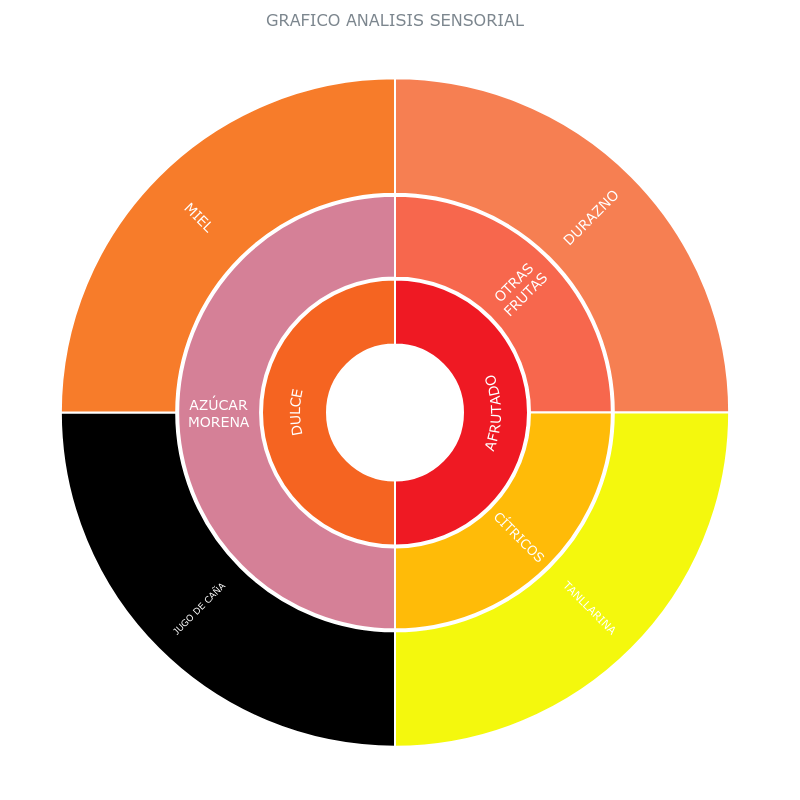 GRAFICO ANALISIS SENSORIAL
MIEL
DURAZNO
OTRAS
FRUTAS
AZÚCAR
MORENA
DULCE
AFRUTADO
CÍTRICOS
JUGO DE CAÑA
TANLLARINA